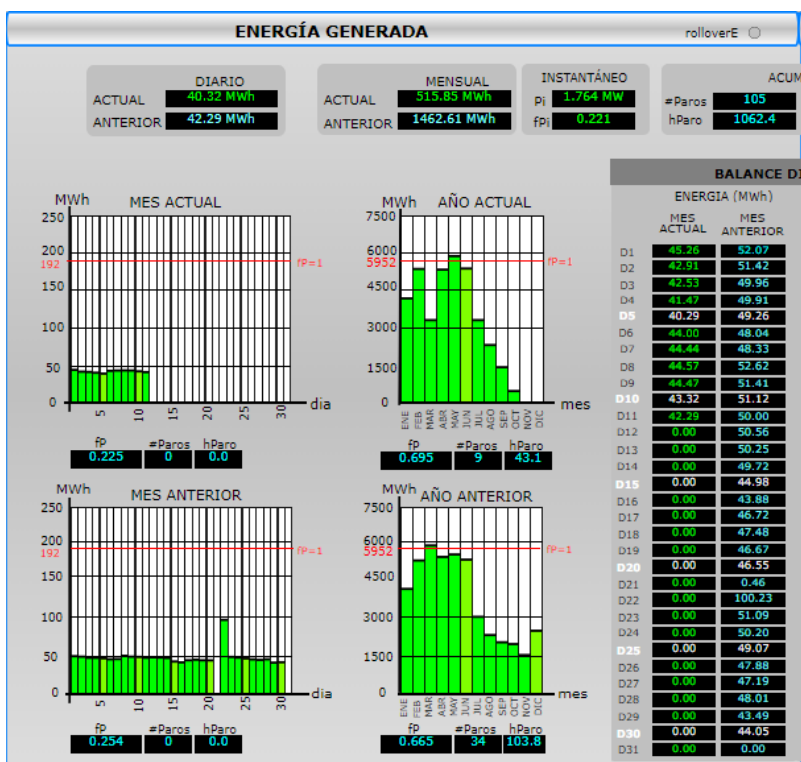 ENERGÍA GENERADA
rolloverE
DIARIO
ACTUAL 40.32 MWh
ANTERIOR 42.29 MWh
MENSUAL
ACTUAL 515.85 MWh
ANTERIOR 1462.61 MWh
INSTANTÁNEO
Pi 1.764 MW
fPi 0.221
ACUM
#Paros 105
hParo 1062.4
MWh MES ACTUAL
250
200
192
150
100
50
0
fP=1
5 10 15 20 25 30
dia
fP #Paros hParo
0.225 0 0.0
MWh AÑO ACTUAL
7500
6000
5952
4500
3000
1500
0
fP=1
ENE FEB MAR ABR MAY JUN JUL AGO SEP OCT NOV DIC
mes
fP #Paros hParo
0.695 9 43.1
MWh MES ANTERIOR
250
200
192
150
100
50
0
fP=1
5 10 15 20 25 30
dia
fP #Paros hParo
0.254 0 0.0
MWh AÑO ANTERIOR
7500
6000
5952
4500
3000
1500
0
fP=1
ENE FEB MAR ABR MAY JUN JUL AGO SEP OCT NOV DIC
mes
fP #Paros hParo
0.665 34 103.8
BALANCE DI
ENERGIA (MWh)
MES ACTUAL MES ANTERIOR
D1 45.26 52.07
D2 42.91 51.42
D3 42.53 49.96
D4 41.47 49.91
D5 40.29 49.26
D6 44.00 48.04
D7 44.44 48.33
D8 44.57 52.62
D9 44.47 51.41
D10 43.32 51.12
D11 42.29 50.00
D12 0.00 50.56
D13 0.00 50.25
D14 0.00 49.72
D15 0.00 44.98
D16 0.00 43.88
D17 0.00 46.72
D18 0.00 47.48
D19 0.00 46.67
D20 0.00 46.55
D21 0.00 0.46
D22 0.00 100.23
D23 0.00 51.09
D24 0.00 50.20
D25 0.00 49.07
D26 0.00 47.88
D27 0.00 47.19
D28 0.00 48.01
D29 0.00 43.49
D30 0.00 44.05
D31 0.00 0.00